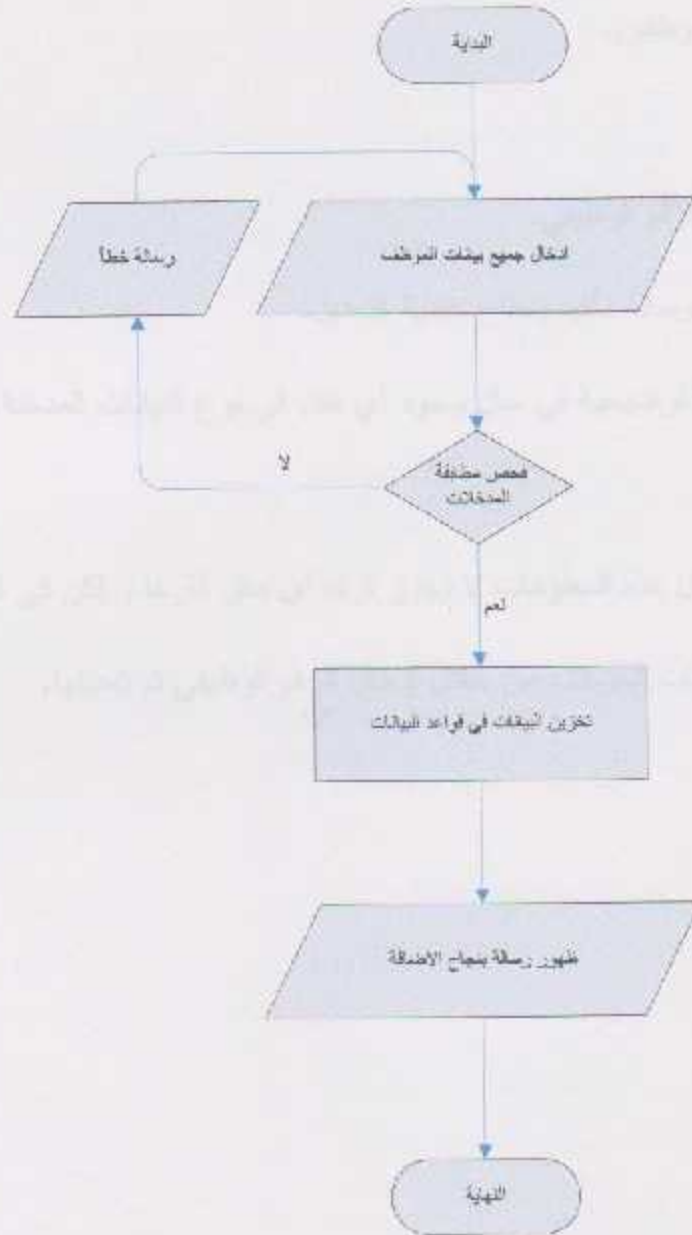 البداية
ادخال جميع بيانات الموظف
رسالة خطأ
فحص مطابقة
المدخلات
لا
نعم
تخزين البيانات في قواعد البيانات
ظهور رسالة بنجاح الاضافة
النهاية